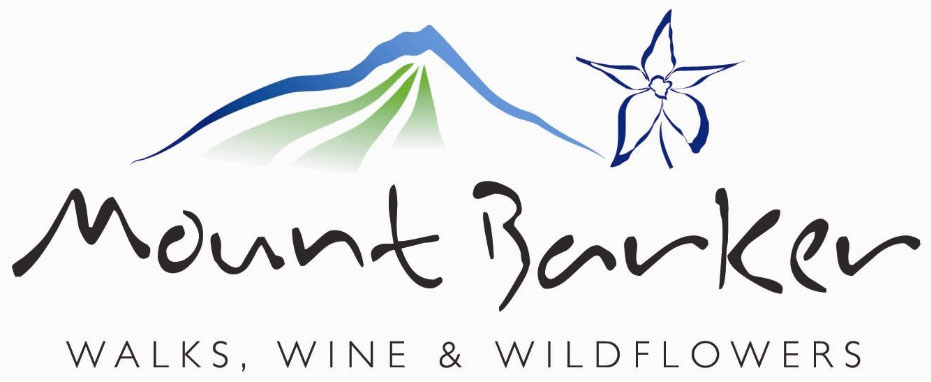 Mount Barker
WALKS, WINE & WILDFLOWERS